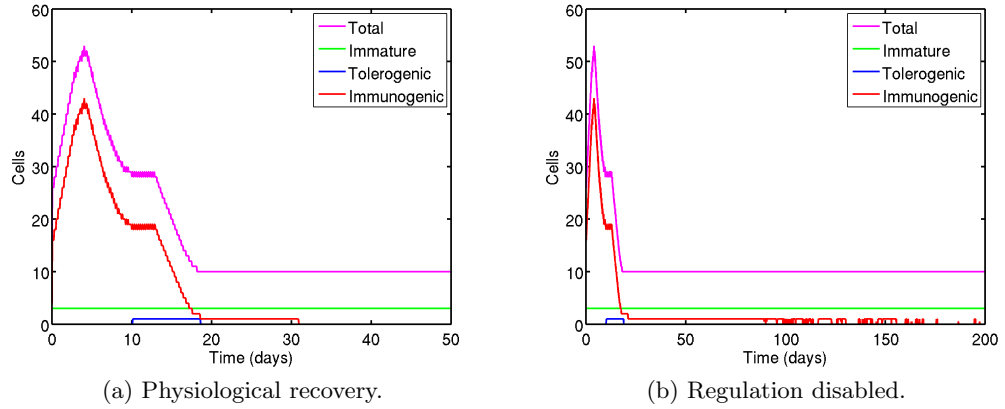 60
50
40
30
20
10
0
Cells
0 10 20 30 40 50
Time (days)
Total
Immature
Tolerogenic
Immunogenic
(a) Physiological recovery.
60
50
40
30
20
10
0
Cells
0 50 100 150 200
Time (days)
Total
Immature
Tolerogenic
Immunogenic
(b) Regulation disabled.